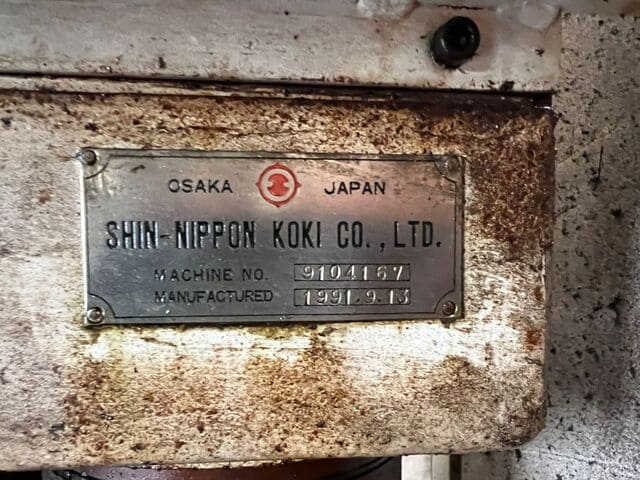 OSAKA JAPAN
SHIN-NIPPON KOKI CO., LTD.
MACHINE NO. 9104167
MANUFACTURED 1991.9.13